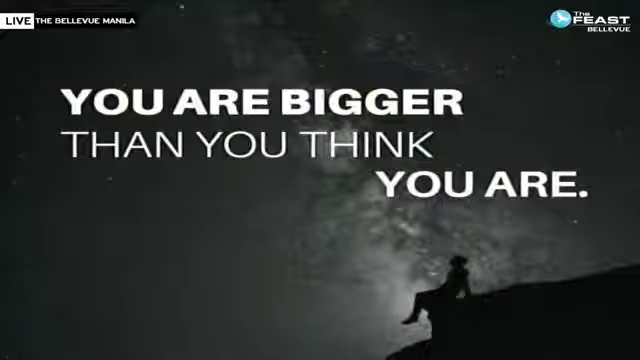 LIVE THE BELLEVUE MANILA
The
FEAST
BELLEVUE
YOU ARE BIGGER
THAN YOU THINK
YOU ARE.